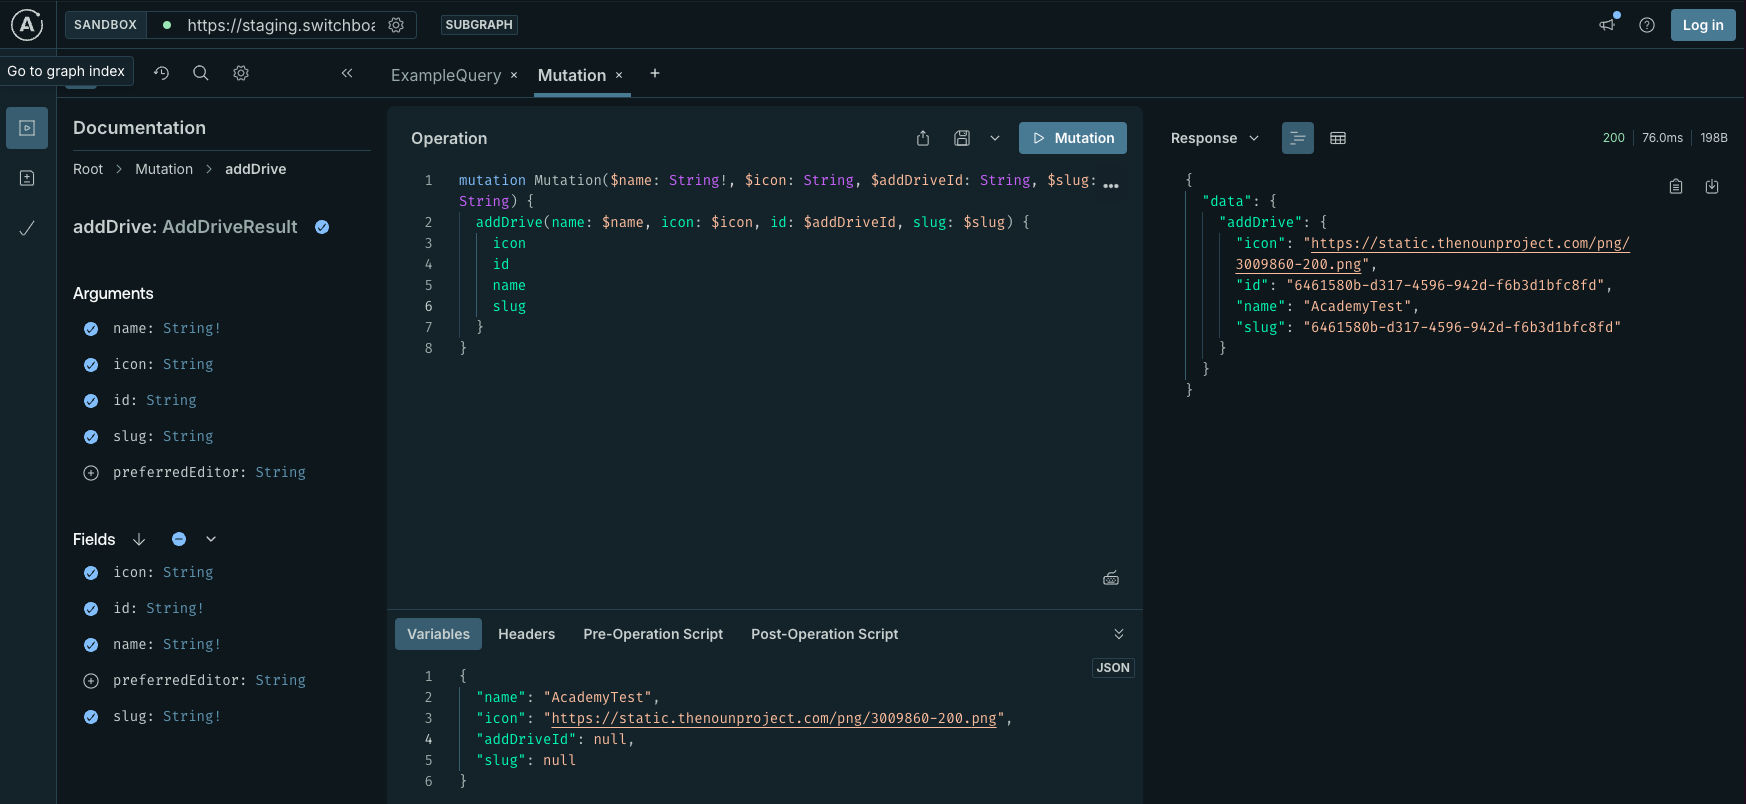 SANDBOX
https://staging.switchboa
SUBGRAPH
Log in
Go to graph index
ExampleQuery
Mutation
Documentation
Root > Mutation > addDrive
addDrive: AddDriveResult
Arguments
name: String!
icon: String
id: String
slug: String
preferredEditor: String
Fields
icon: String
id: String!
name: String!
preferredEditor: String
slug: String!
Operation
Mutation
1 mutation Mutation($name: String!, $icon: String, $addDriveId: String, $slug:
String) {
2 addDrive(name: $name, icon: $icon, id: $addDriveId, slug: $slug) {
3 icon
4 id
5 name
6 slug
7 }
8 }
Variables Headers Pre-Operation Script Post-Operation Script
JSON
1 {
2 "name": "AcademyTest",
3 "icon": "https://static.thenounproject.com/png/3009860-200.png",
4 "addDriveId": null,
5 "slug": null
6 }
Response
200 76.0ms 198B
{
"data": {
"addDrive": {
"icon": "https://static.thenounproject.com/png/
3009860-200.png",
"id": "6461580b-d317-4596-942d-f6b3d1bfc8fd",
"name": "AcademyTest",
"slug": "6461580b-d317-4596-942d-f6b3d1bfc8fd"
}
}
}